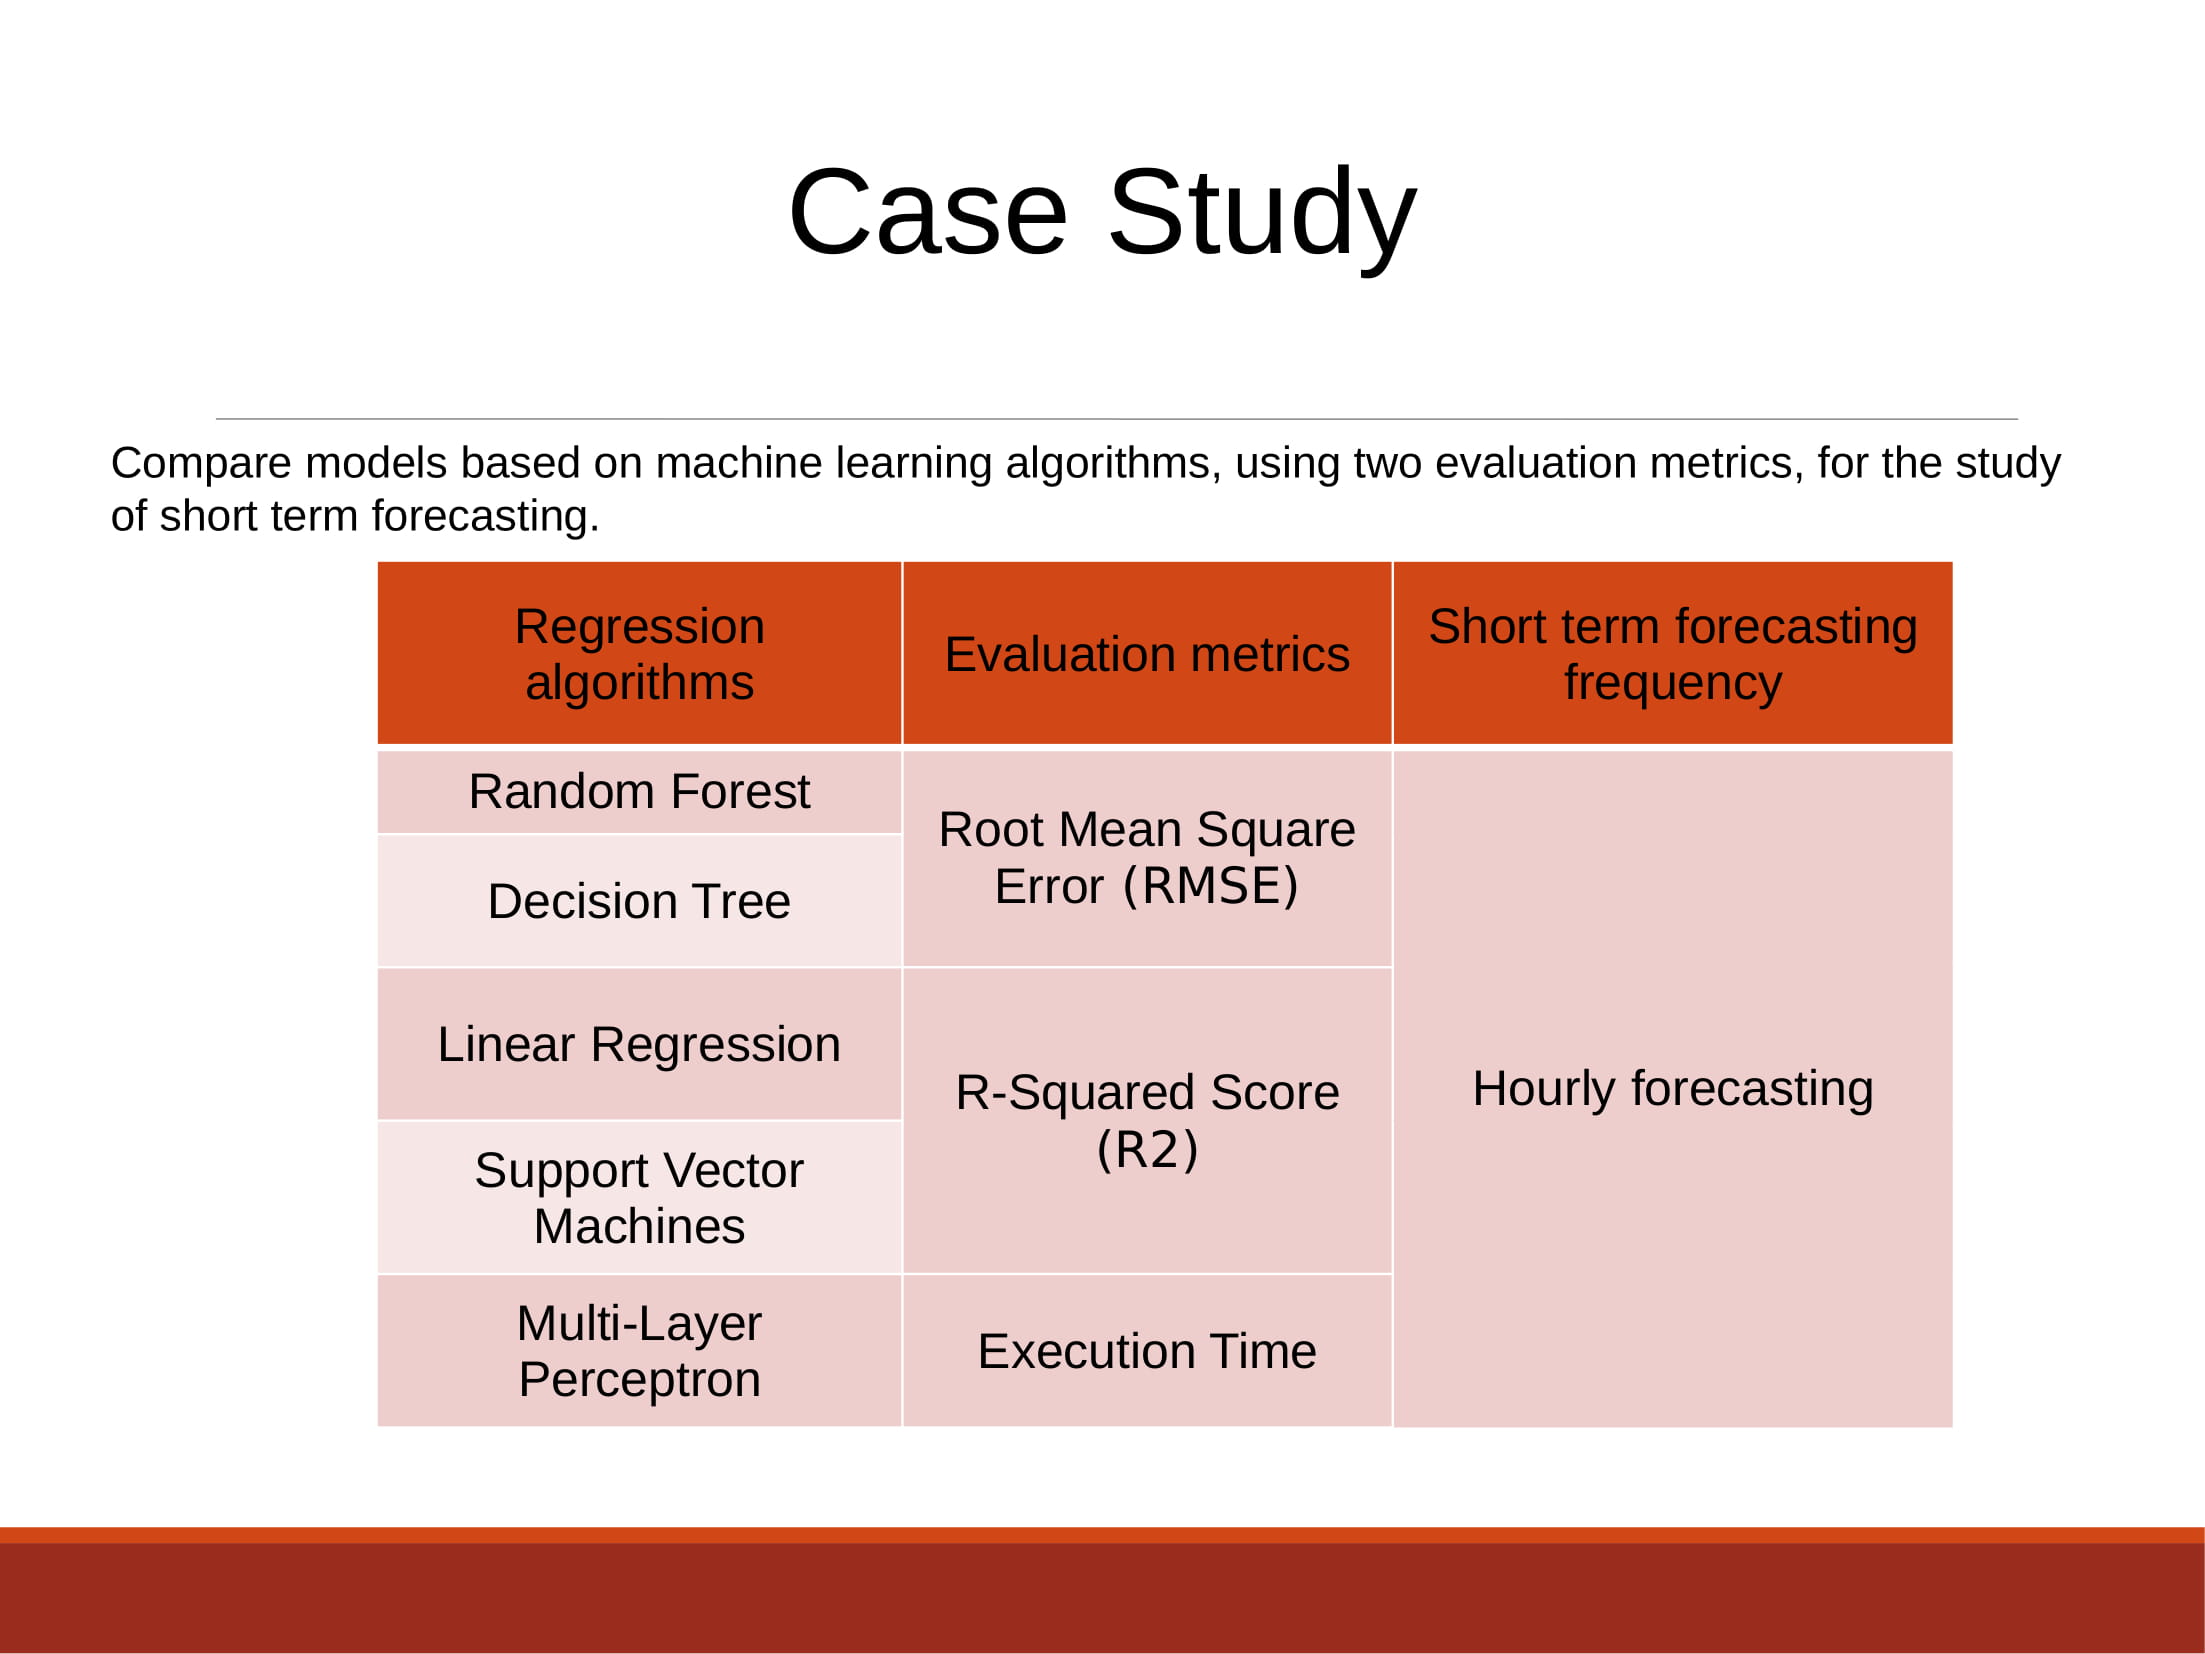 Case Study
Compare models based on machine learning algorithms, using two evaluation metrics, for the study
of short term forecasting.
Regression
algorithms
Evaluation metrics
Short term forecasting
frequency
Random Forest
Root Mean Square
Error (RMSE)
Hourly forecasting
Decision Tree
Linear Regression
R-Squared Score
(R2)
Support Vector
Machines
Multi-Layer
Perceptron
Execution Time